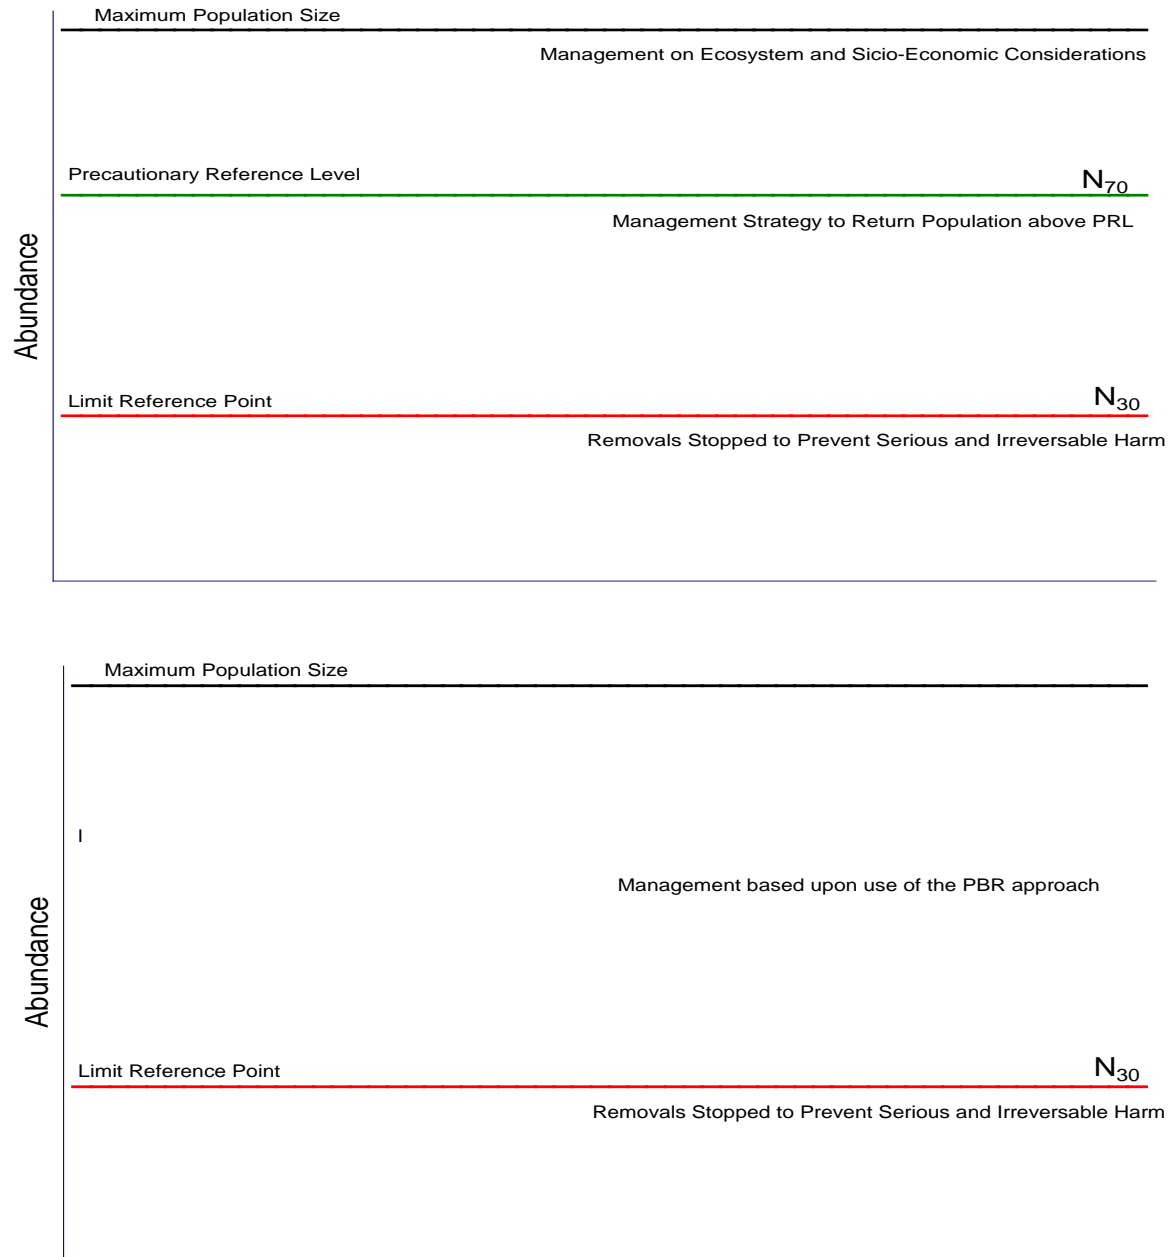 Maximum Population Size
Management on Ecosystem and Sicio-Economic Considerations
Precautionary Reference Level
N70
Management Strategy to Return Population above PRL
Abundance
Limit Reference Point
N30
Removals Stopped to Prevent Serious and Irreversable Harm
Maximum Population Size
l
Management based upon use of the PBR approach
Abundance
Limit Reference Point
N30
Removals Stopped to Prevent Serious and Irreversable Harm